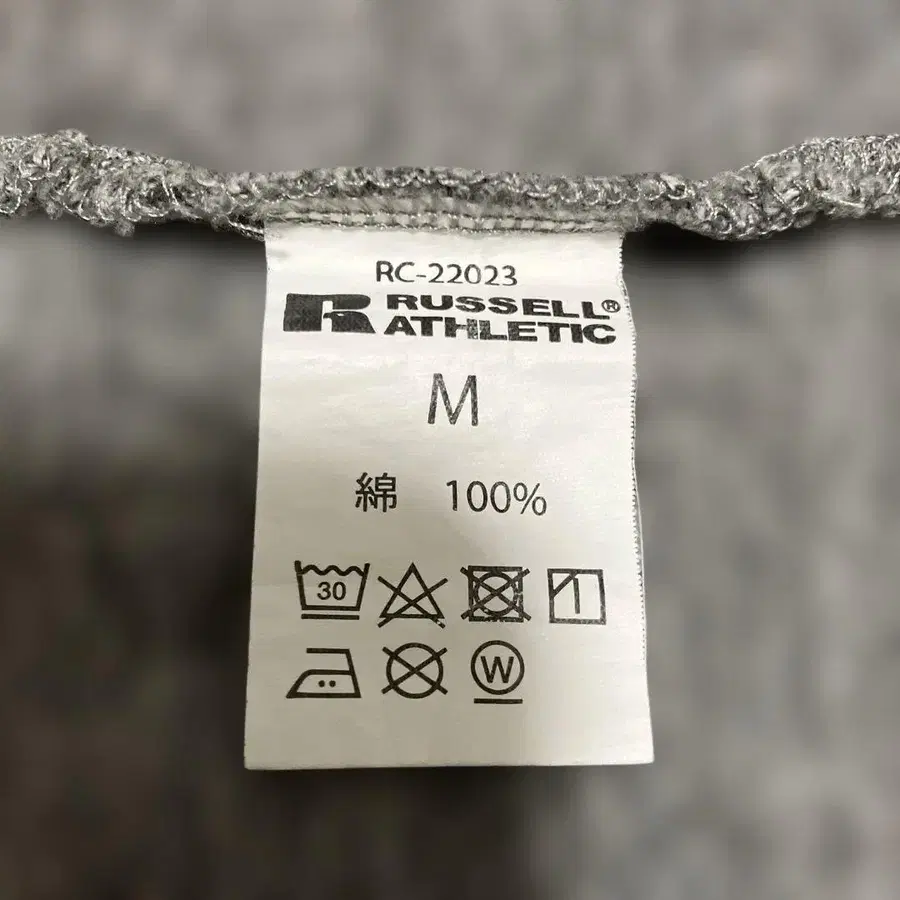 RC-22023
RUSSELL®
ATHLETIC
M
綿 100%
30
W